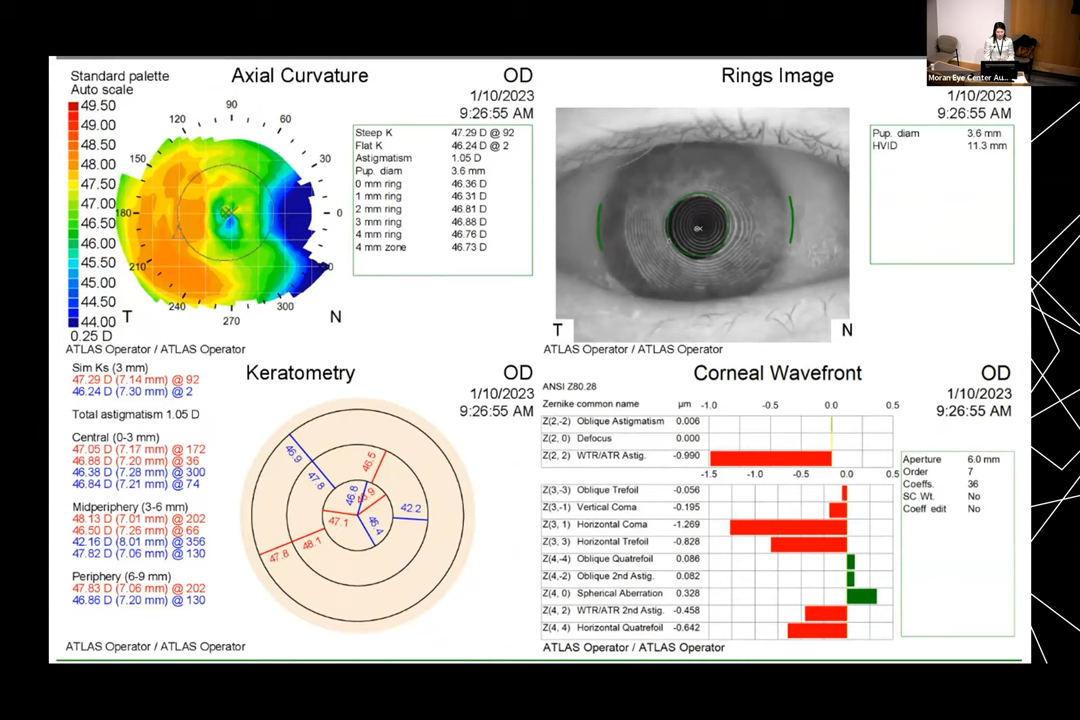 Standard palette
Auto scale
Axial Curvature
OD
1/10/2023
9:26:55 AM
49.50
49.00
48.50
48.00
47.50
47.00
46.50
46.00
45.50
45.00
44.50
44.00
0.25 D
90
120
60
150
30
180
0
210
240
270
300
T
N
Steep K 47.29 D @ 92
Flat K 46.24 D @ 2
Astigmatism 1.05 D
Pup. diam 3.6 mm
0 mm ring 46.36 D
1 mm ring 46.31 D
2 mm ring 46.81 D
3 mm ring 46.88 D
4 mm ring 46.76 D
4 mm zone 46.73 D
ATLAS Operator / ATLAS Operator
Rings Image
Moran Eye Center Au...
1/10/2023
9:26:55 AM
Pup. diam 3.6 mm
HVID 11.3 mm
T
N
ATLAS Operator / ATLAS Operator
Sim Ks (3 mm)
47.29 D (7.14 mm) @ 92
46.24 D (7.30 mm) @ 2
Total astigmatism 1.05 D
Central (0-3 mm)
47.05 D (7.17 mm) @ 172
46.88 D (7.20 mm) @ 36
46.38 D (7.28 mm) @ 300
46.84 D (7.21 mm) @ 74
Midperiphery (3-6 mm)
48.13 D (7.01 mm) @ 202
46.50 D (7.26 mm) @ 66
42.16 D (8.01 mm) @ 356
47.82 D (7.06 mm) @ 130
Periphery (6-9 mm)
47.83 D (7.06 mm) @ 202
46.86 D (7.20 mm) @ 130
Keratometry
OD
1/10/2023
9:26:55 AM
46.9
47.8
46.5
46.8
42.2
47.1
46.4
48.1
47.8
ATLAS Operator / ATLAS Operator
Corneal Wavefront
OD
1/10/2023
9:26:55 AM
ANSI Z80.28
Zernike common name µm -1.0 -0.5 0.0 0.5
Z(2,-2) Oblique Astigmatism 0.006
Z(2, 0) Defocus 0.000
Z(2, 2) WTR/ATR Astig. -0.990
-1.5 -1.0 -0.5 0.0 0.5
Z(3,-3) Oblique Trefoil -0.056
Z(3,-1) Vertical Coma -0.195
Z(3, 1) Horizontal Coma -1.269
Z(3, 3) Horizontal Trefoil -0.828
Z(4,-4) Oblique Quatrefoil 0.086
Z(4,-2) Oblique 2nd Astig. 0.082
Z(4, 0) Spherical Aberration 0.328
Z(4, 2) WTR/ATR 2nd Astig. -0.458
Z(4, 4) Horizontal Quatrefoil -0.642
Aperture 6.0 mm
Order 7
Coeffs. 36
SC Wt. No
Coeff edit No
ATLAS Operator / ATLAS Operator